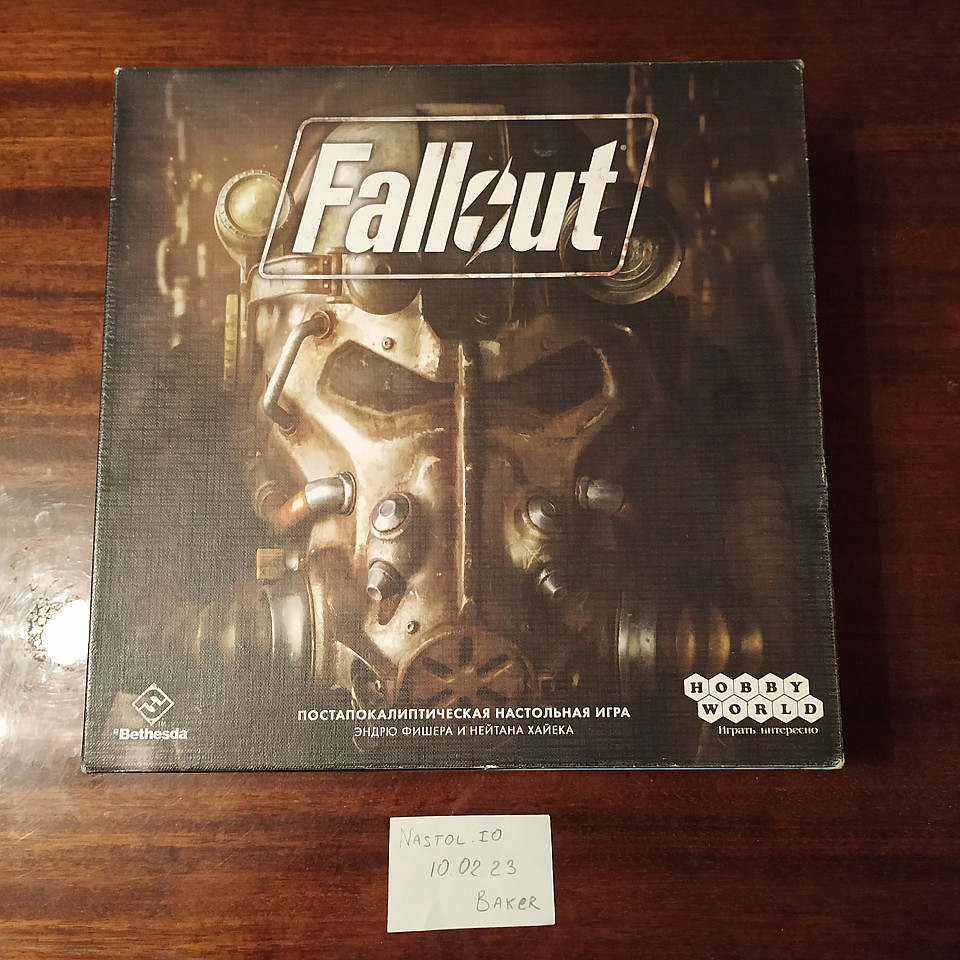 Fallout
ПОСТАПОКАЛИПТИЧЕСКАЯ НАСТОЛЬНАЯ ИГРА
ЭНДРЮ ФИШЕРА И НЕЙТАНА ХАЙЕКА
Bethesda
HOBBY
WORLD
Играть интересно
NASTOL.IO
10.02 23
BAKER